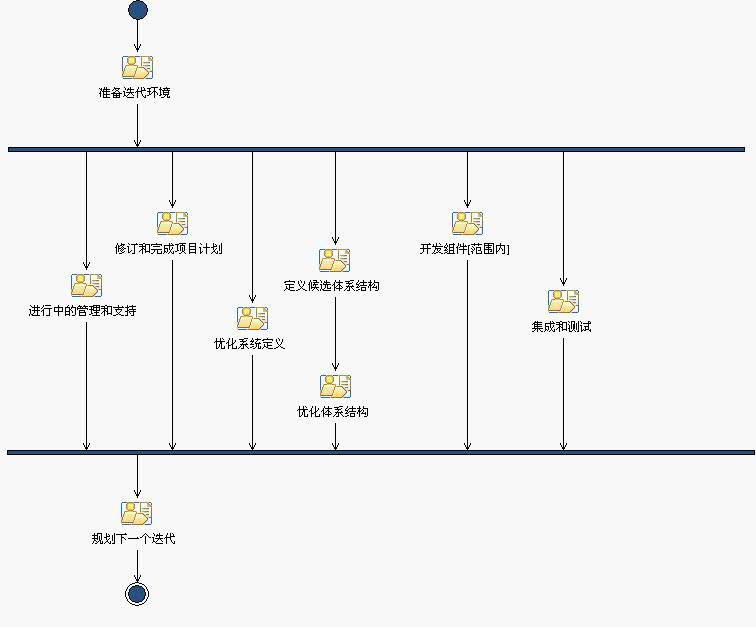 准备迭代环境
修订和完成项目计划
开发组件[范围内]
定义候选体系结构
进行中的管理和支持
集成和测试
优化系统定义
优化体系结构
规划下一个迭代